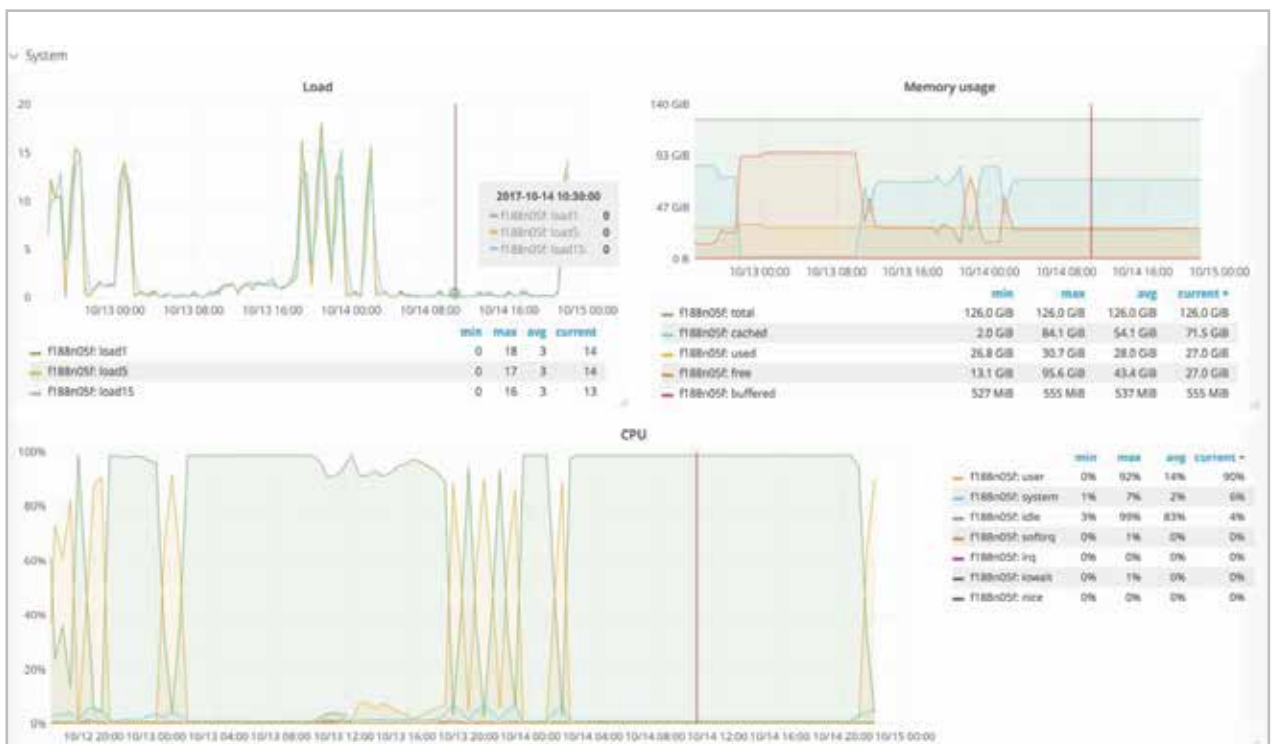 System
Load
20
15
10
5
0
10/13 00:00 10/13 08:00 10/13 16:00 10/14 00:00 10/14 08:00 10/14 16:00 10/15 00:00
2017-10-14 10:30:00
f188n05f: load1: 0
f188n05f: load5: 0
f188n05f: load15: 0
min max avg current
f188n05f: load1 0 18 3 14
f188n05f: load5 0 17 3 14
f188n05f: load15 0 16 3 13
Memory usage
140 GiB
93 GiB
47 GiB
0 B
10/13 00:00 10/13 08:00 10/13 16:00 10/14 00:00 10/14 08:00 10/14 16:00 10/15 00:00
min max avg current
f188n05f: total 126.0 GiB 126.0 GiB 126.0 GiB 126.0 GiB
f188n05f: cached 2.0 GiB 84.1 GiB 54.1 GiB 71.5 GiB
f188n05f: used 26.8 GiB 30.7 GiB 28.0 GiB 27.0 GiB
f188n05f: free 13.1 GiB 95.6 GiB 43.4 GiB 27.0 GiB
f188n05f: buffered 527 MiB 555 MiB 537 MiB 555 MiB
CPU
100%
80%
60%
40%
20%
0%
10/12 20:00 10/13 00:00 10/13 04:00 10/13 08:00 10/13 12:00 10/13 16:00 10/13 20:00 10/14 00:00 10/14 04:00 10/14 08:00 10/14 12:00 10/14 16:00 10/14 20:00 10/15 00:00
min max avg current
f188n05f: user 0% 92% 14% 90%
f188n05f: system 1% 7% 2% 6%
f188n05f: idle 3% 99% 83% 4%
f188n05f: softirq 0% 1% 0% 0%
f188n05f: irq 0% 0% 0% 0%
f188n05f: iowait 0% 1% 0% 0%
f188n05f: nice 0% 0% 0% 0%